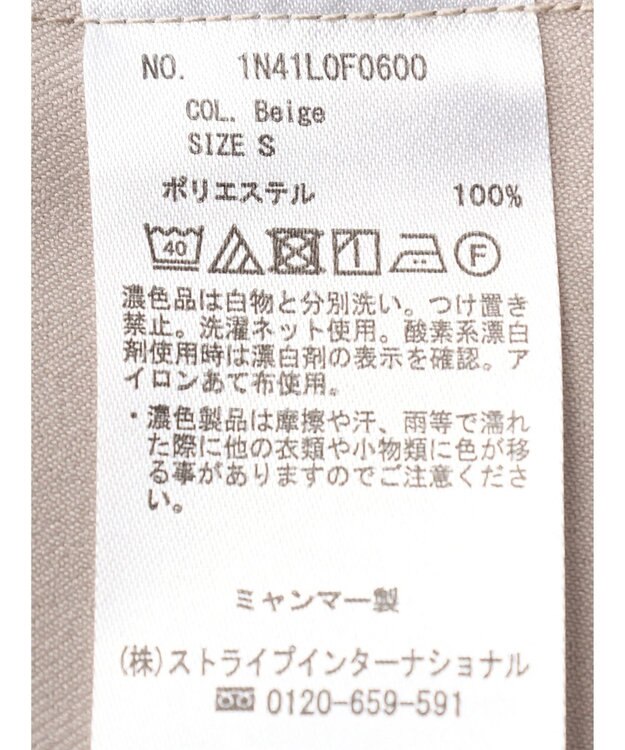 NO. 1N41L0F0600
COL. Beige
SIZE S
ポリエステル 100%
40 F
濃色品は白物と分別洗い。つけ置き
禁止。洗濯ネット使用。酸素系漂白
剤使用時は漂白剤の表示を確認。ア
イロンあて布使用。
・濃色製品は摩擦や汗、雨等で濡れ
た際に他の衣類や小物類に色が移
る事がありますのでご注意くださ
い。
ミャンマー製
(株)ストライプインターナショナル
0120-659-591